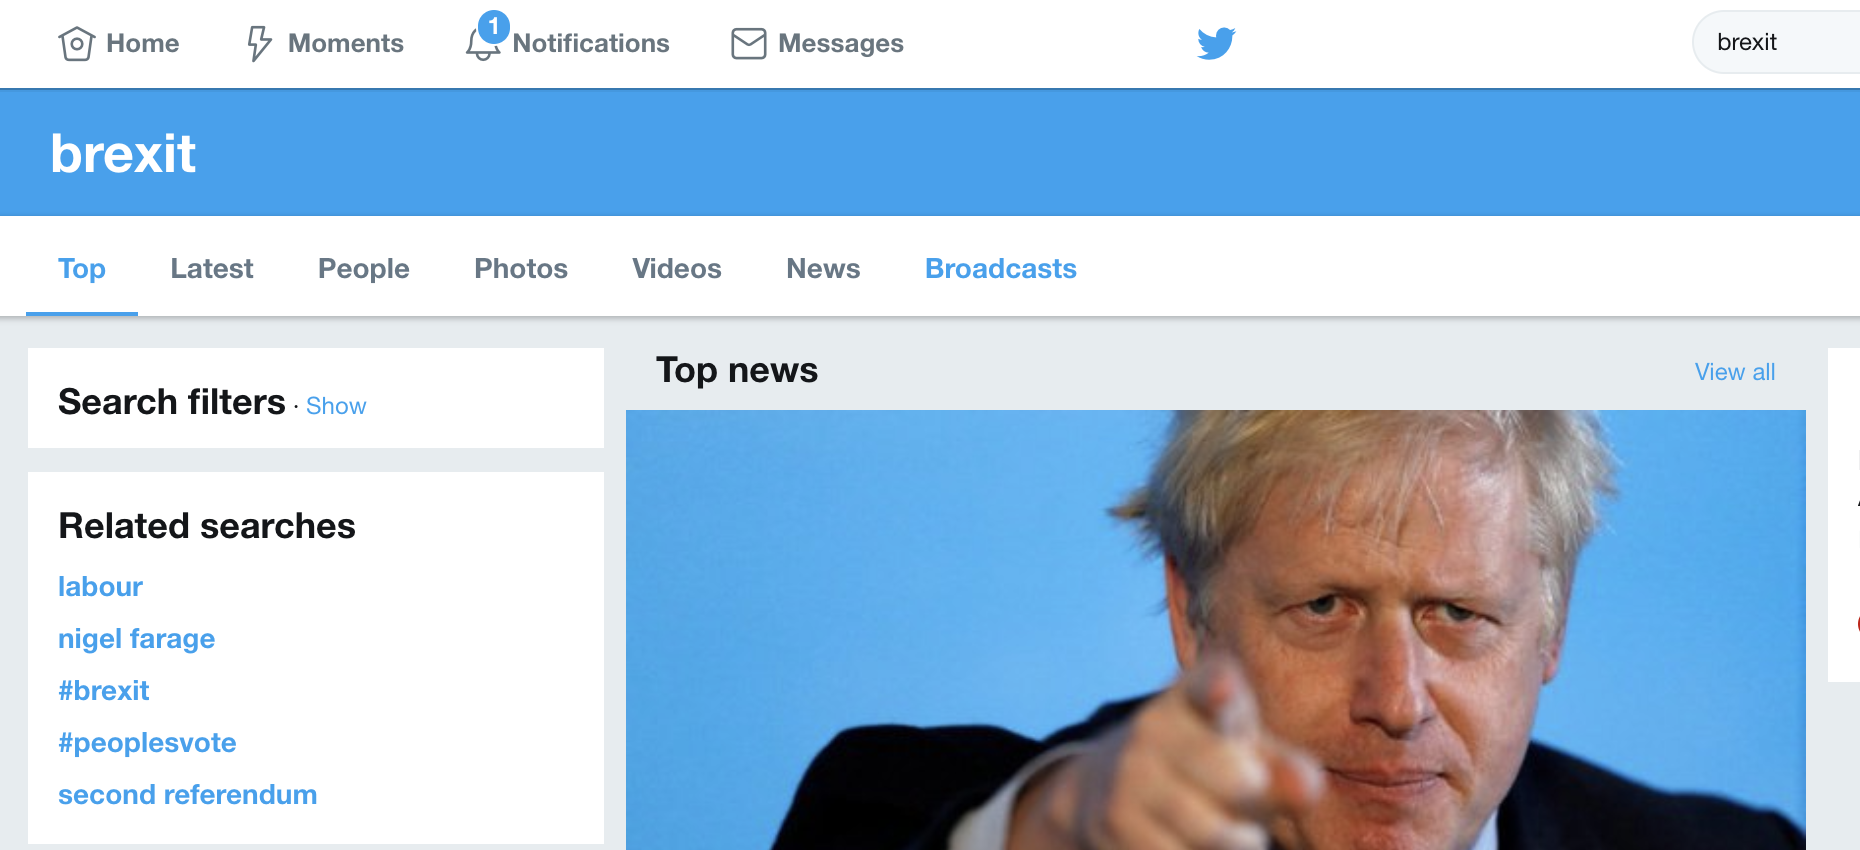 Home Moments 1 Notifications Messages brexit
brexit
Top Latest People Photos Videos News Broadcasts
Search filters · Show
Related searches
labour
nigel farage
#brexit
#peoplesvote
second referendum
Top news View all